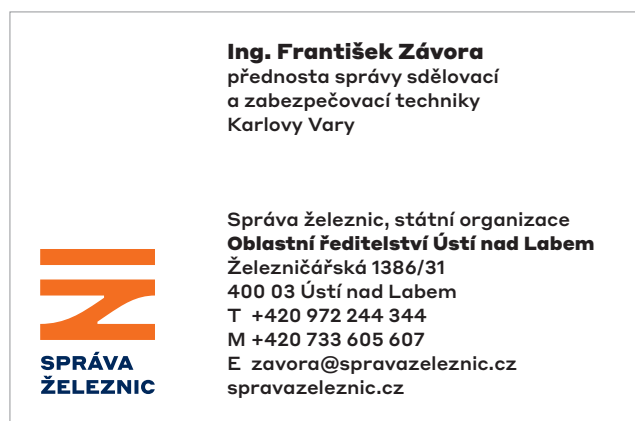 Ing. František Závora
přednosta správy sdělovací
a zabezpečovací techniky
Karlovy Vary
Správa železnic, státní organizace
Oblastní ředitelství Ústí nad Labem
Železničářská 1386/31
400 03 Ústí nad Labem
T +420 972 244 344
M +420 733 605 607
E zavora@spravazeleznic.cz
spravazeleznic.cz
SPRÁVA
ŽELEZNIC